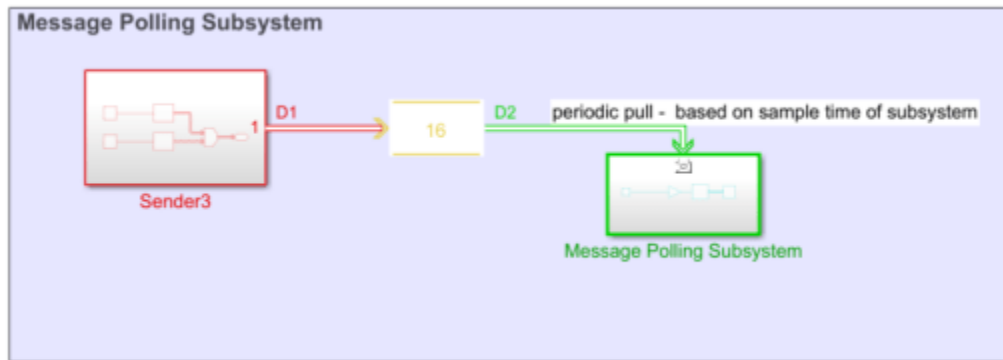 Message Polling Subsystem
D1
D2
periodic pull - based on sample time of subsystem
1
16
Sender3
Message Polling Subsystem